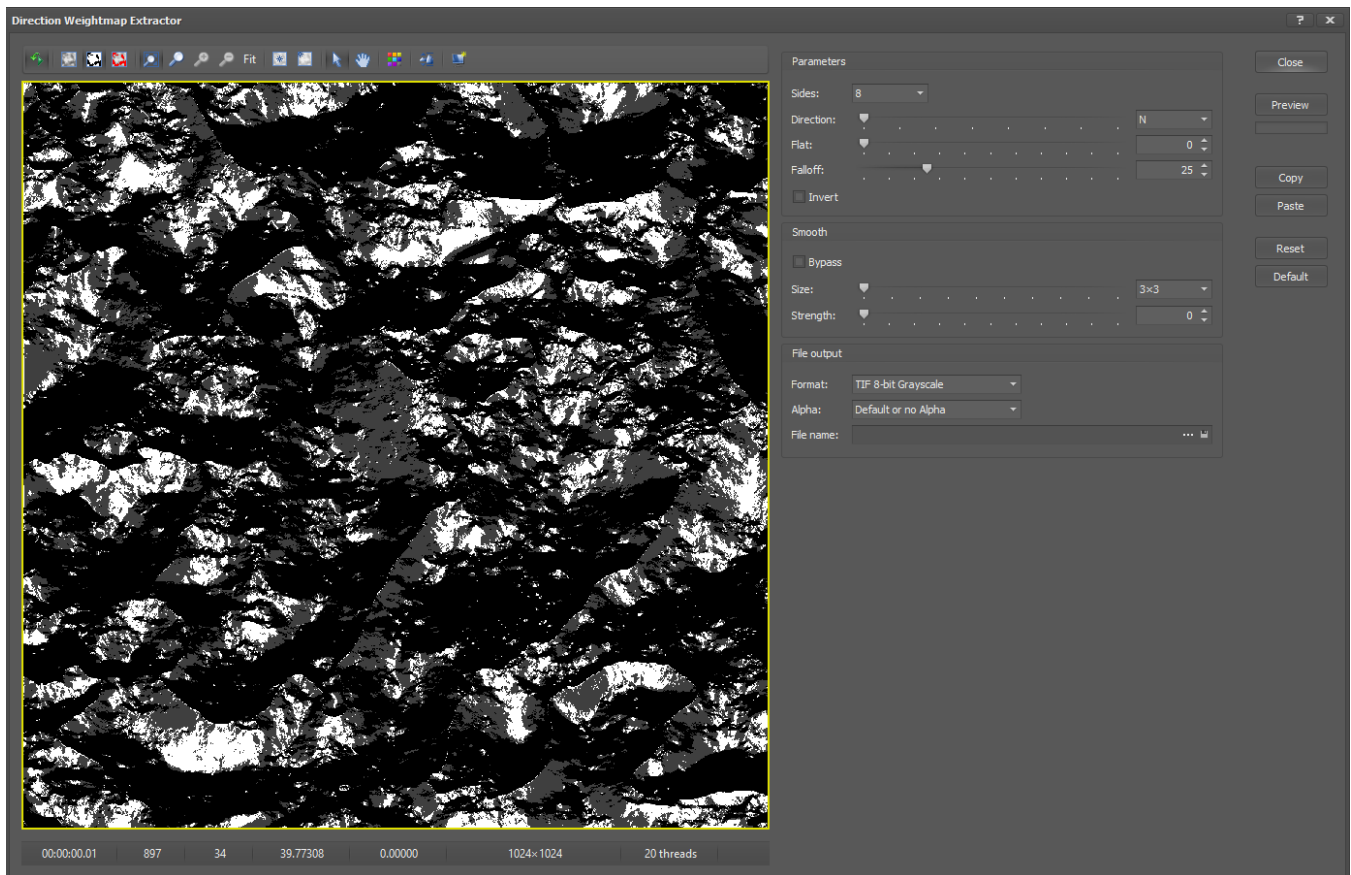 Direction Weightmap Extractor
? x
Fit
Parameters
Sides: 8
Direction: N
Flat: 0
Falloff: 25
Invert
Smooth
Bypass
Size: 3×3
Strength: 0
File output
Format: TIF 8-bit Grayscale
Alpha: Default or no Alpha
File name: ...
Close
Preview
Copy
Paste
Reset
Default
00:00:00.01 897 34 39.77308 0.00000 1024×1024 20 threads